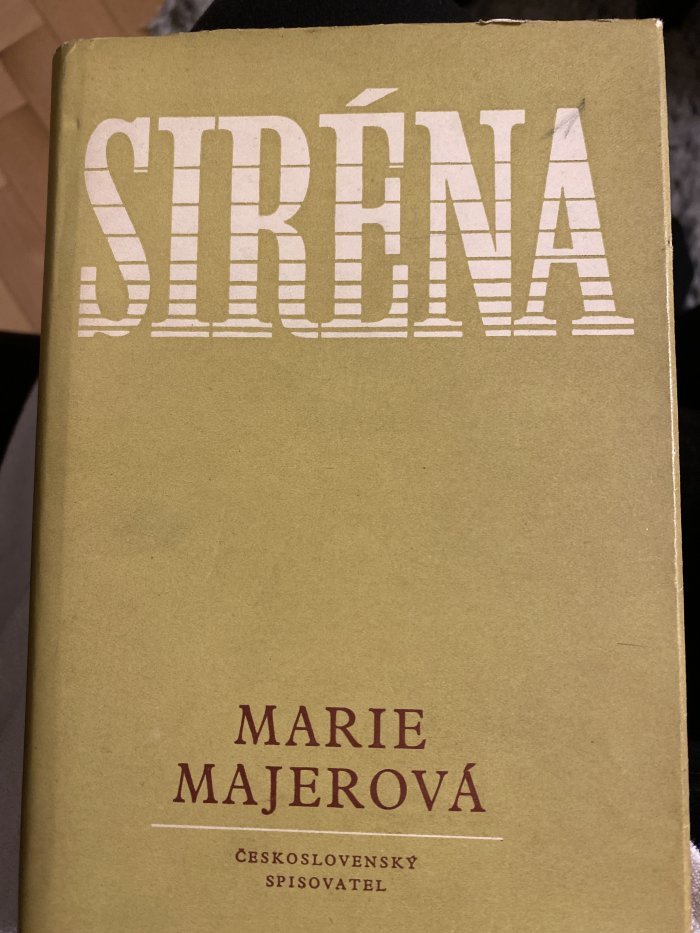 SIRÉNA
MARIE
MAJEROVÁ
ČESKOSLOVENSKÝ
SPISOVATEL